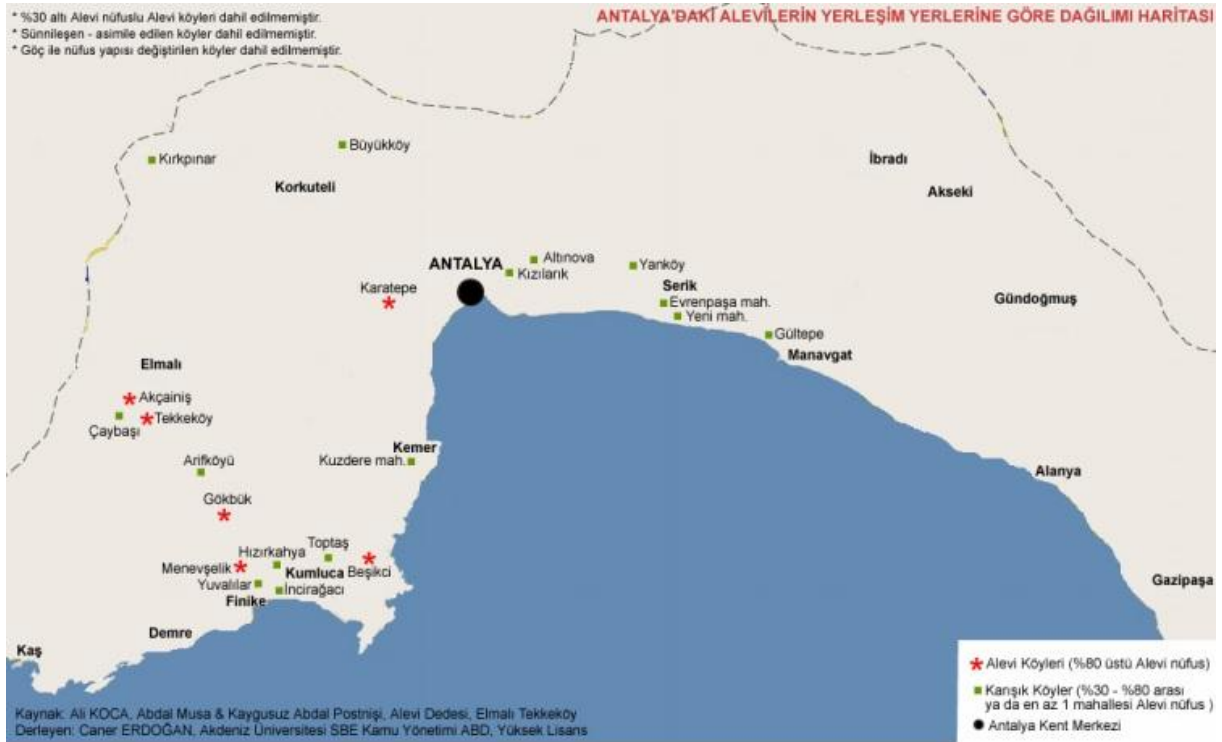 * %30 altı Alevi nüfuslu Alevi köyleri dahil edilmemiştir.
* Sünnileşen - asimile edilen köyler dahil edilmemiştir.
* Göç ile nüfus yapısı değiştirilen köyler dahil edilmemiştir.
ANTALYA'DAKİ ALEVİLERİN YERLEŞİM YERLERİNE GÖRE DAĞILIMI HARİTASI
Kırkpınar
Büyükköy
Korkuteli
İbradı
Akseki
ANTALYA
Altınova
Kızılarık
Yanköy
Serik
Karatepe
Evrenpaşa mah.
Yeni mah.
Gündoğmuş
Gültepe
Manavgat
Elmalı
Akçainiş
Tekkeköy
Çaybaşı
Arifköyü
Kemer
Kuzdere mah.
Alanya
Gökbük
Toptaş
Hızırkahya
Menevşelik
Kumluca
Beşikci
Yuvalılar
İncirağacı
Finike
Gazipaşa
Demre
Kaş
* Alevi Köyleri (%80 üstü Alevi nüfus)
Karışık Köyler (%30 - %80 arası
ya da en az 1 mahallesi Alevi nüfus )
Antalya Kent Merkezi
Kaynak: Ali KOCA, Abdal Musa & Kaygusuz Abdal Postnişi, Alevi Dedesi, Elmalı Tekkeköy
Derleyen: Caner ERDOĞAN, Akdeniz Üniversitesi SBE Kamu Yönetimi ABD, Yüksek Lisans